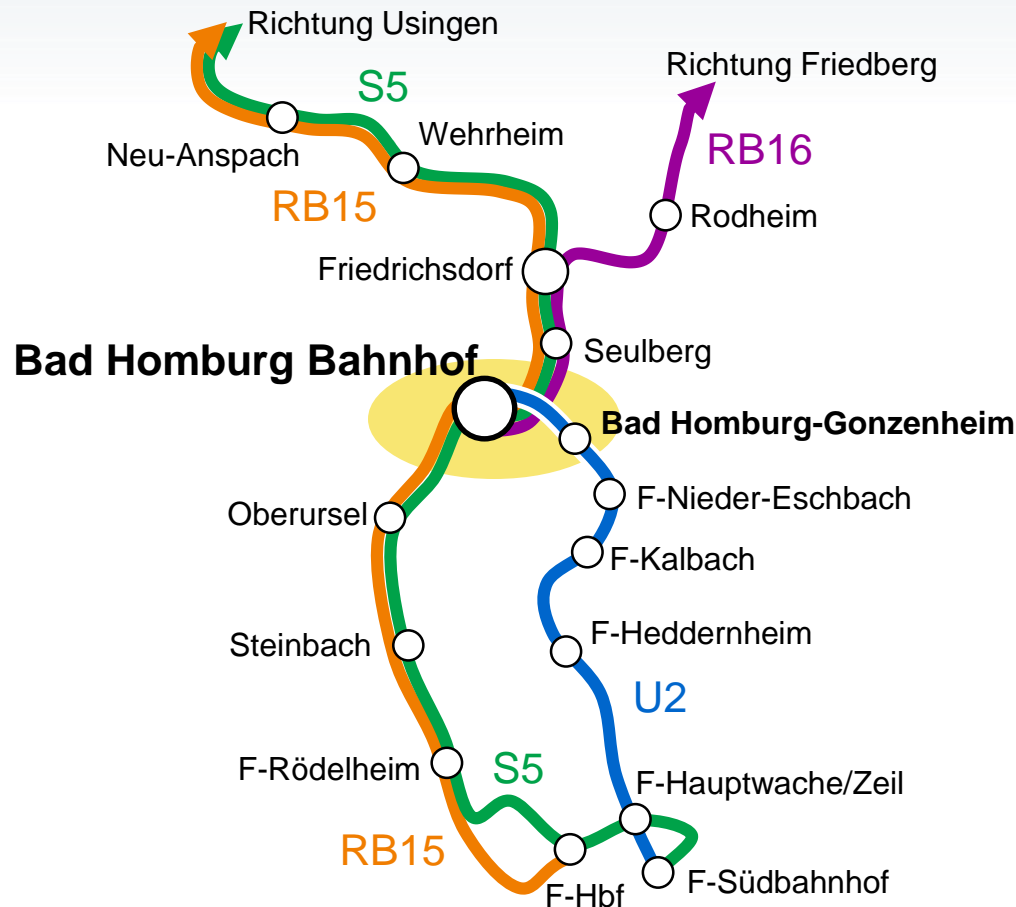 Richtung Usingen
Richtung Friedberg
S5
Wehrheim
RB16
Neu-Anspach
RB15
Rodheim
Friedrichsdorf
Seulberg
Bad Homburg Bahnhof
Bad Homburg-Gonzenheim
F-Nieder-Eschbach
Oberursel
F-Kalbach
F-Heddernheim
Steinbach
U2
F-Rödelheim
S5
F-Hauptwache/Zeil
RB15
F-Südbahnhof
F-Hbf